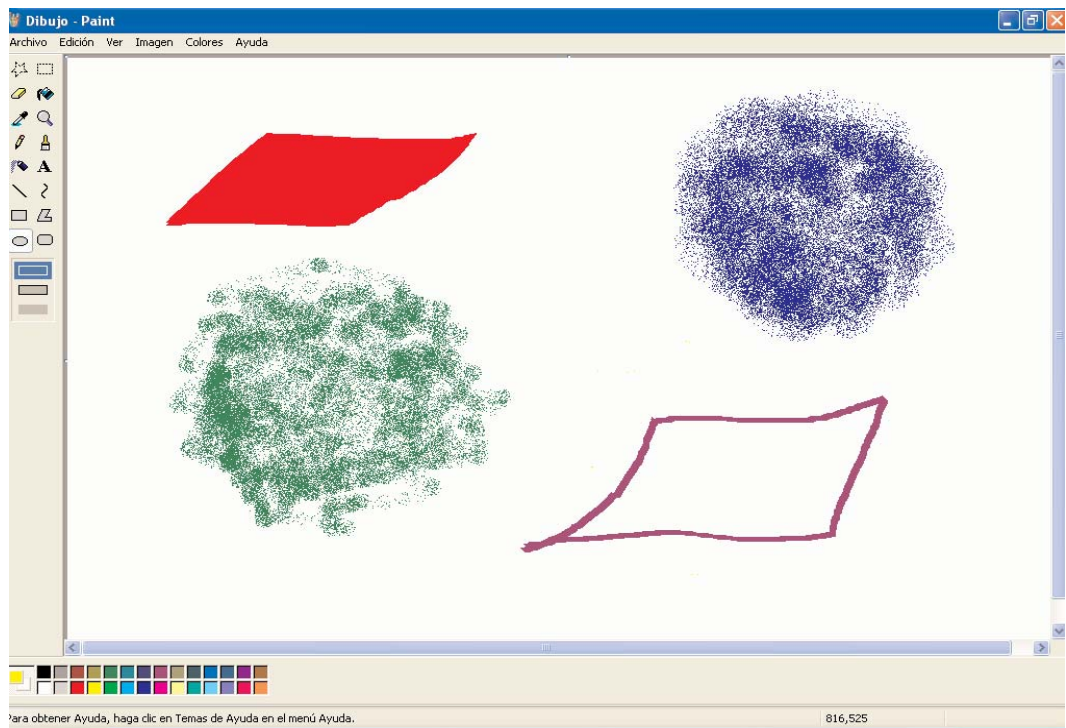 Dibujo - Paint
Archivo Edición Ver Imagen Colores Ayuda
A
Para obtener Ayuda, haga clic en Temas de Ayuda en el menú Ayuda.
816,525